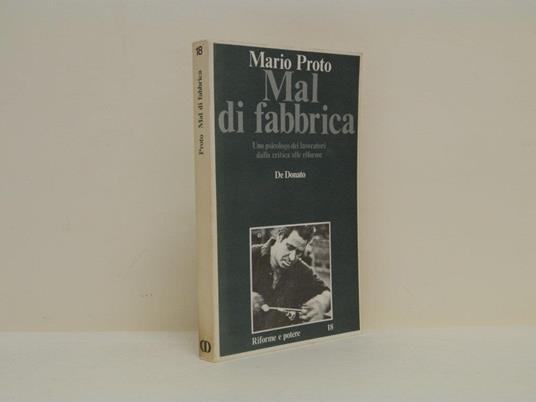 18
Proto Mal di fabbrica
Mario Proto
Mal
di fabbrica
Uno psicologo dei lavoratori
dalla critica alle riforme
De Donato
Riforme e potere 18